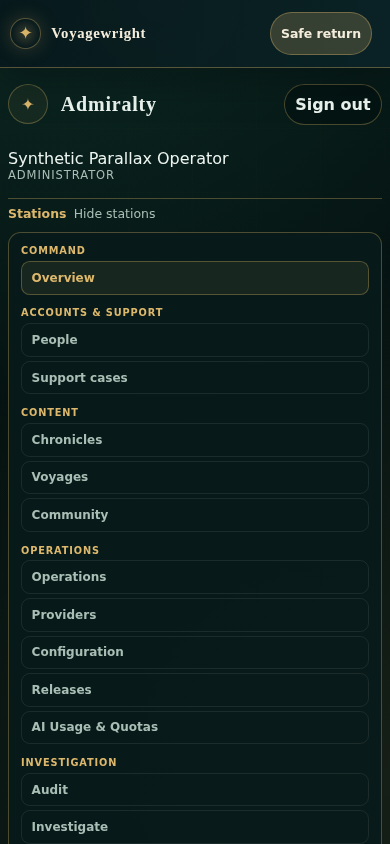 Voyagewright
Safe return
Admiralty
Sign out
Synthetic Parallax Operator
ADMINISTRATOR
Stations Hide stations
COMMAND
Overview
ACCOUNTS & SUPPORT
People
Support cases
CONTENT
Chronicles
Voyages
Community
OPERATIONS
Operations
Providers
Configuration
Releases
AI Usage & Quotas
INVESTIGATION
Audit
Investigate